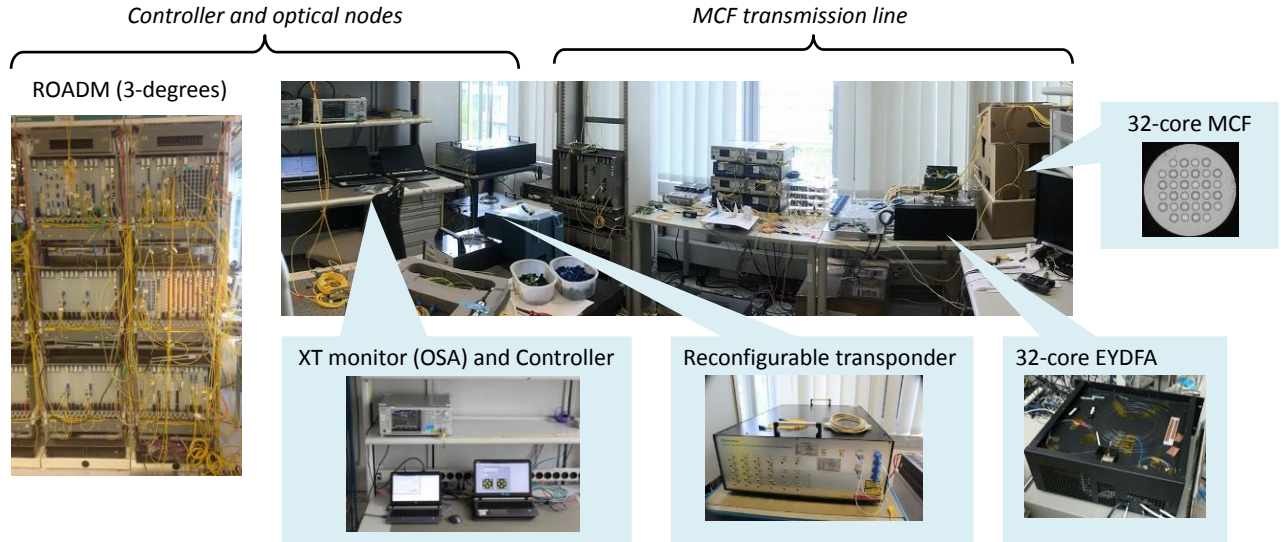 Controller and optical nodes
MCF transmission line
ROADM (3-degrees)
32-core MCF
XT monitor (OSA) and Controller
Reconfigurable transponder
32-core EYDFA